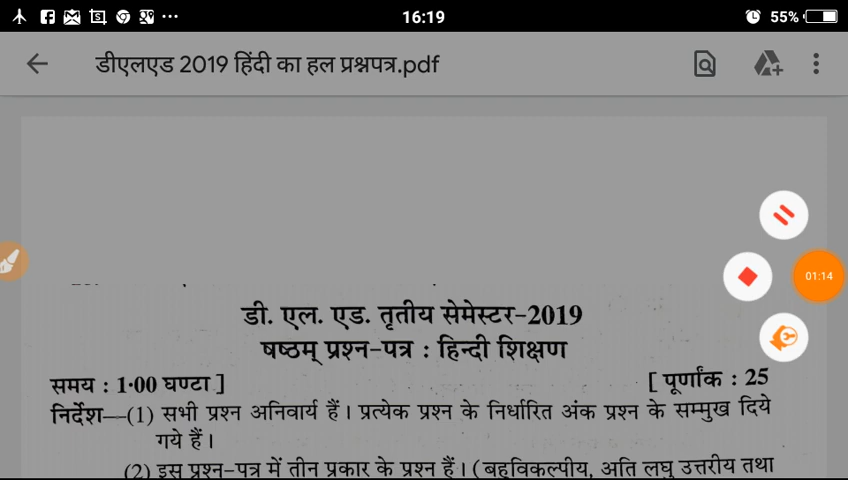 16:19
55%
डीएलएड 2019 हिंदी का हल प्रश्नपत्र.pdf
01:14
डी. एल. एड. तृतीय सेमेस्टर-2019
षष्ठम् प्रश्न-पत्र : हिन्दी शिक्षण
समय : 1·00 घण्टा ] [ पूर्णांक : 25
निर्देश—(1) सभी प्रश्न अनिवार्य हैं। प्रत्येक प्रश्न के निर्धारित अंक प्रश्न के सम्मुख दिये
गये हैं।
(2) इस प्रश्न-पत्र में तीन प्रकार के प्रश्न हैं। (बहुविकल्पीय, अति लघु उत्तरीय तथा